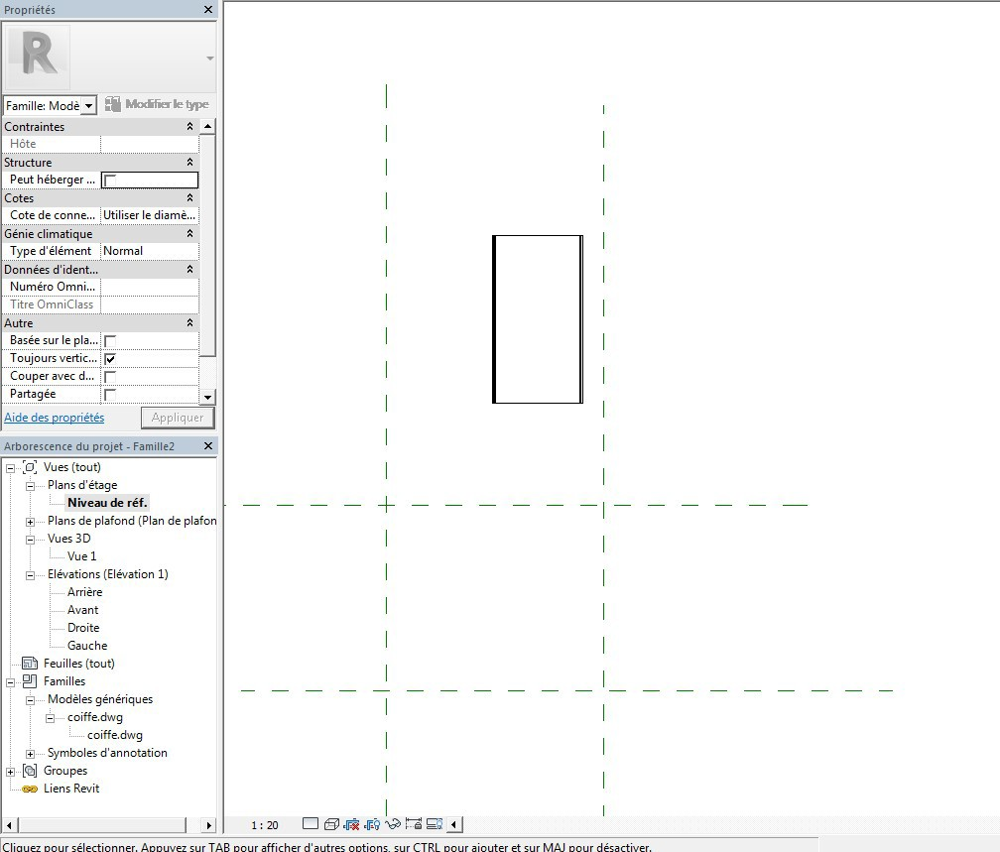 Propriétés
R
Famille: Modè
Modifier le type
Contraintes
Hôte
Structure
Peut héberger ...
Cotes
Cote de conne... Utiliser le diamè...
Génie climatique
Type d'élément Normal
Données d'ident...
Numéro Omni...
Titre OmniClass
Autre
Basée sur le pla...
Toujours vertic...
Couper avec d...
Partagée
Aide des propriétés Appliquer
Arborescence du projet - Famille2
Vues (tout)
Plans d'étage
Niveau de réf.
Plans de plafond (Plan de plafon
Vues 3D
Vue 1
Elévations (Elévation 1)
Arrière
Avant
Droite
Gauche
Feuilles (tout)
Familles
Modèles génériques
coiffe.dwg
coiffe.dwg
Symboles d'annotation
Groupes
Liens Revit
1 : 20
Cliquez pour sélectionner. Appuyez sur TAB pour afficher d'autres options, sur CTRL pour ajouter et sur MAJ pour désactiver.